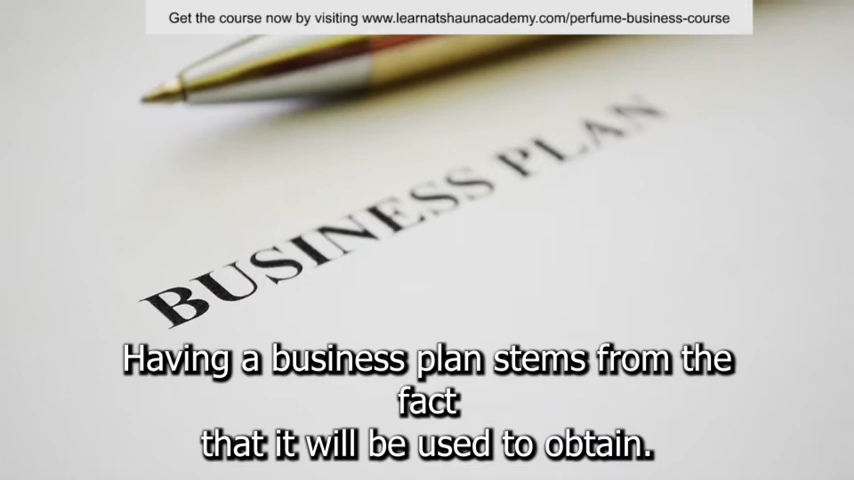 Get the course now by visiting www.learnatshaunacademy.com/perfume-business-course
BUSINESS PLAN
Having a business plan stems from the
fact
that it will be used to obtain.